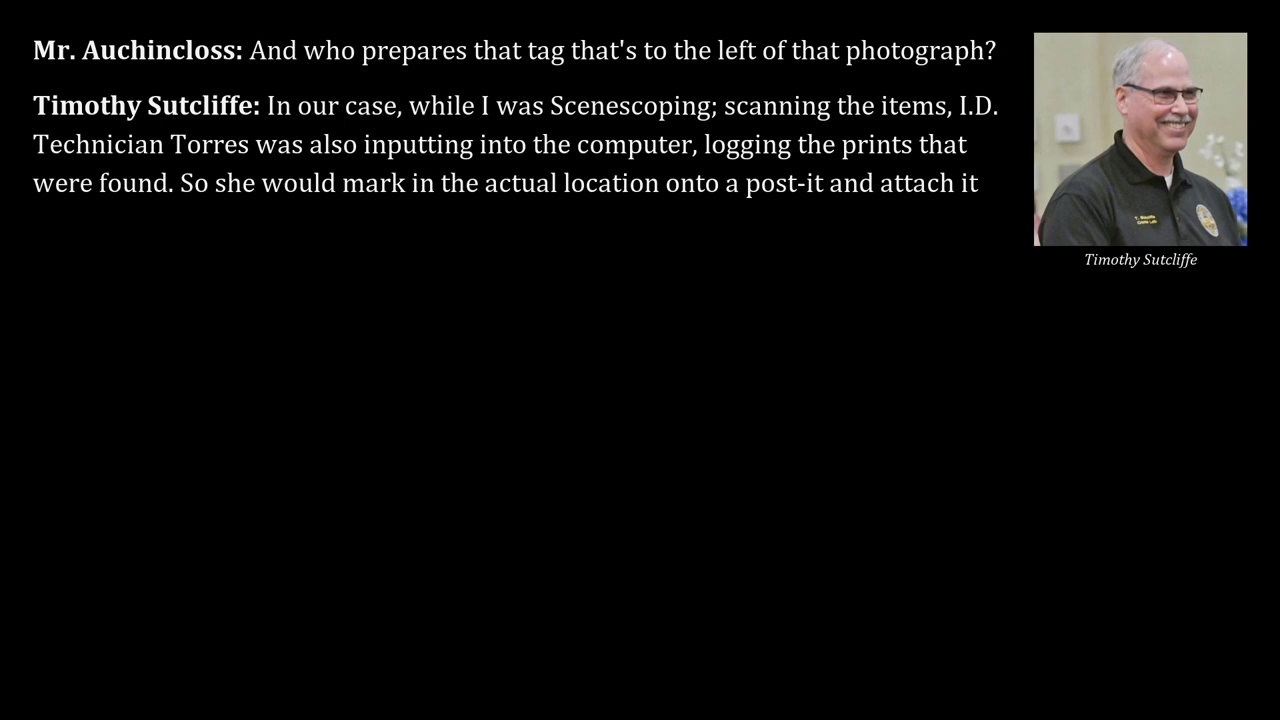 Mr. Auchincloss: And who prepares that tag that's to the left of that photograph?
Timothy Sutcliffe: In our case, while I was Scenescoping; scanning the items, I.D.
Technician Torres was also inputting into the computer, logging the prints that
were found. So she would mark in the actual location onto a post-it and attach it
Timothy Sutcliffe